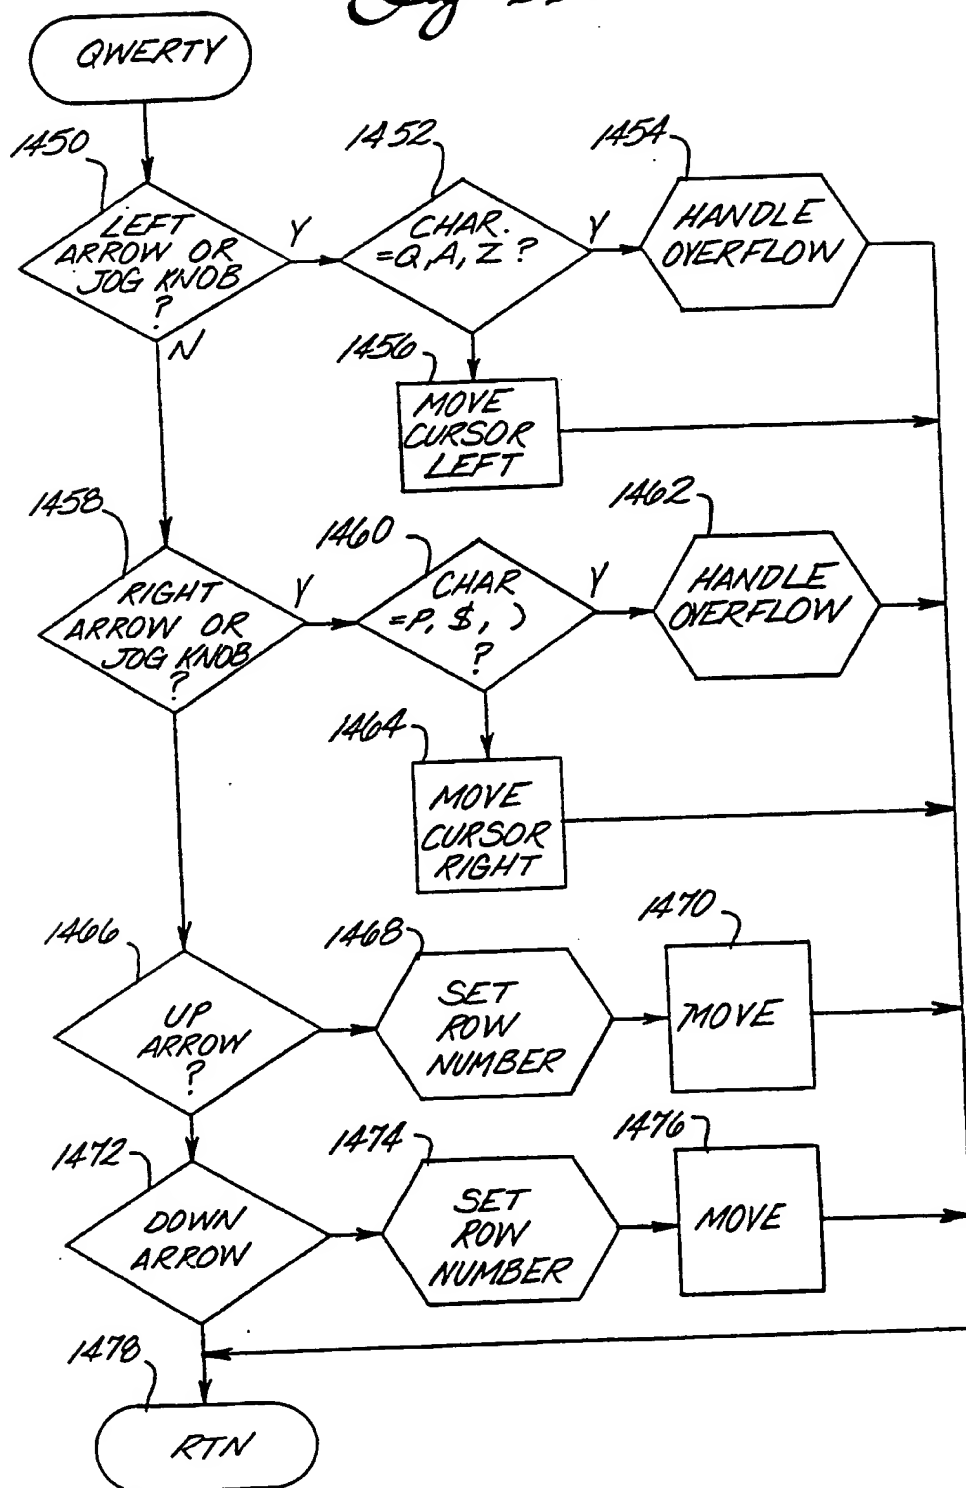 QWERTY
1450
LEFT
ARROW OR
JOG KNOB
?
Y
N
1452
CHAR.
=Q,A,Z ?
Y
1454
HANDLE
OVERFLOW
1456
MOVE
CURSOR
LEFT
1458
RIGHT
ARROW OR
JOG KNOB
?
Y
1460
CHAR
=P, $, )
?
Y
1462
HANDLE
OVERFLOW
1464
MOVE
CURSOR
RIGHT
1466
UP
ARROW
?
1468
SET
ROW
NUMBER
1470
MOVE
1472
DOWN
ARROW
1474
SET
ROW
NUMBER
1476
MOVE
1478
RTN